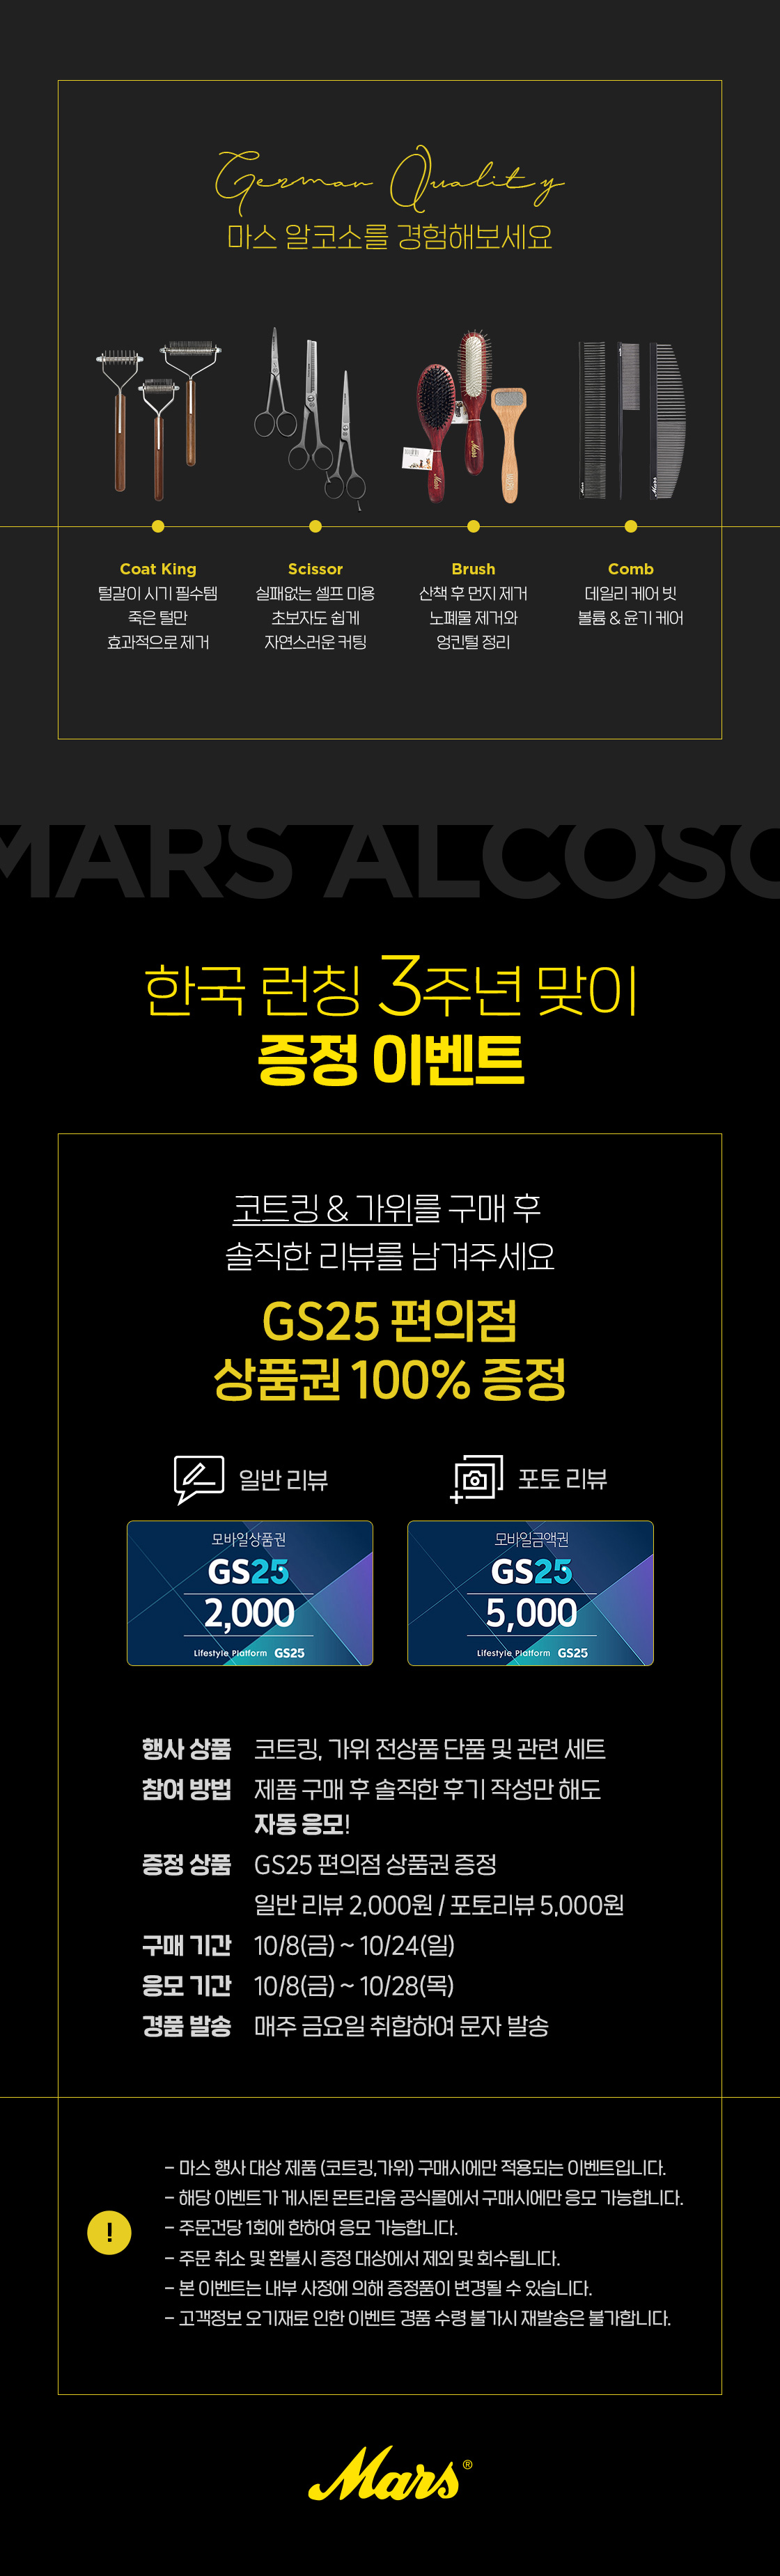 German Quality
마스 알코소를 경험해보세요
Mars
Mars
Mars
Mars
Coat King
털갈이 시기 필수템
죽은 털만
효과적으로 제거
Scissor
실패없는 셀프 미용
초보자도 쉽게
자연스러운 커팅
Brush
산책 후 먼지 제거
노폐물 제거와
엉킨털 정리
Comb
데일리 케어 빗
볼륨 & 윤기 케어
MARS ALCOSO
한국 런칭 3주년 맞이
증정 이벤트
코트킹 & 가위를 구매 후
솔직한 리뷰를 남겨주세요
GS25 편의점
상품권 100% 증정
일반 리뷰
포토 리뷰
모바일상품권
GS25
2,000
Lifestyle Platform GS25
모바일금액권
GS25
5,000
Lifestyle Platform GS25
행사 상품 코트킹, 가위 전상품 단품 및 관련 세트
참여 방법 제품 구매 후 솔직한 후기 작성만 해도
자동 응모!
증정 상품 GS25 편의점 상품권 증정
일반 리뷰 2,000원 / 포토리뷰 5,000원
구매 기간 10/8(금) ~ 10/24(일)
응모 기간 10/8(금) ~ 10/28(목)
경품 발송 매주 금요일 취합하여 문자 발송
!
- 마스 행사 대상 제품 (코트킹,가위) 구매시에만 적용되는 이벤트입니다.
- 해당 이벤트가 게시된 몬트라움 공식몰에서 구매시에만 응모 가능합니다.
- 주문건당 1회에 한하여 응모 가능합니다.
- 주문 취소 및 환불시 증정 대상에서 제외 및 회수됩니다.
- 본 이벤트는 내부 사정에 의해 증정품이 변경될 수 있습니다.
- 고객정보 오기재로 인한 이벤트 경품 수령 불가시 재발송은 불가합니다.
Mars®